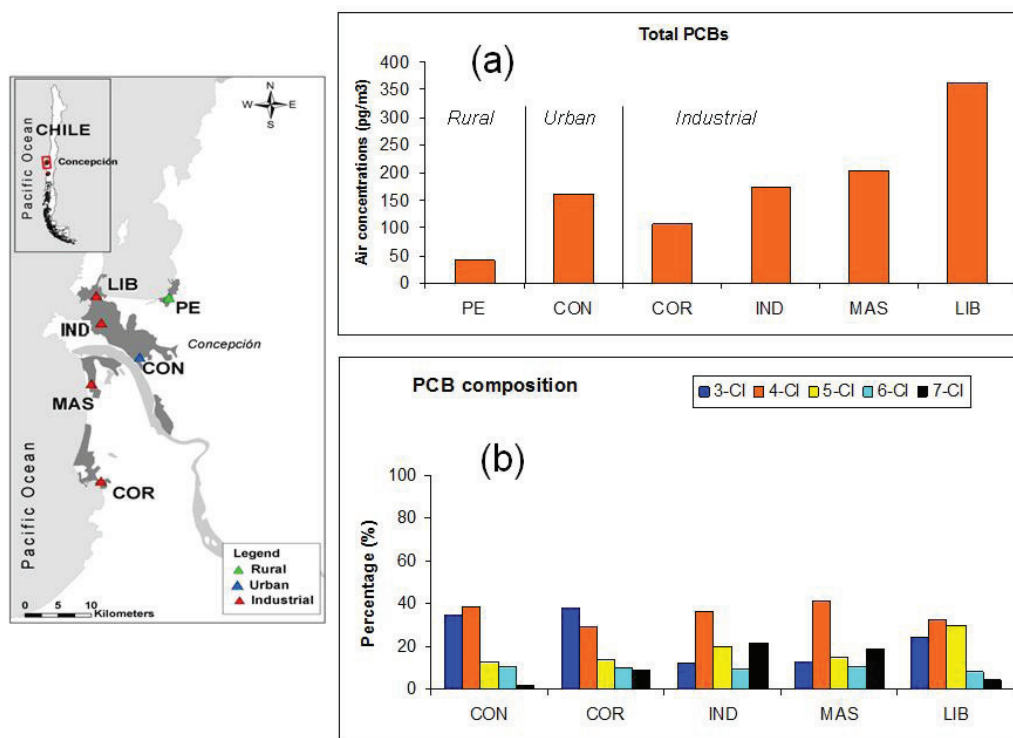 N
W E
S
CHILE
Concepción
Pacific Ocean
LIB
PE
IND
Concepción
CON
MAS
COR
Pacific Ocean
Legend
Rural
Urban
Industrial
0 5 10
Kilometers
Total PCBs
(a)
Air concentrations (pg/m3)
400
350
300
250
200
150
100
50
0
Rural Urban Industrial
PE CON COR IND MAS LIB
PCB composition
3-Cl 4-Cl 5-Cl 6-Cl 7-Cl
(b)
Percentage (%)
100
80
60
40
20
0
CON COR IND MAS LIB